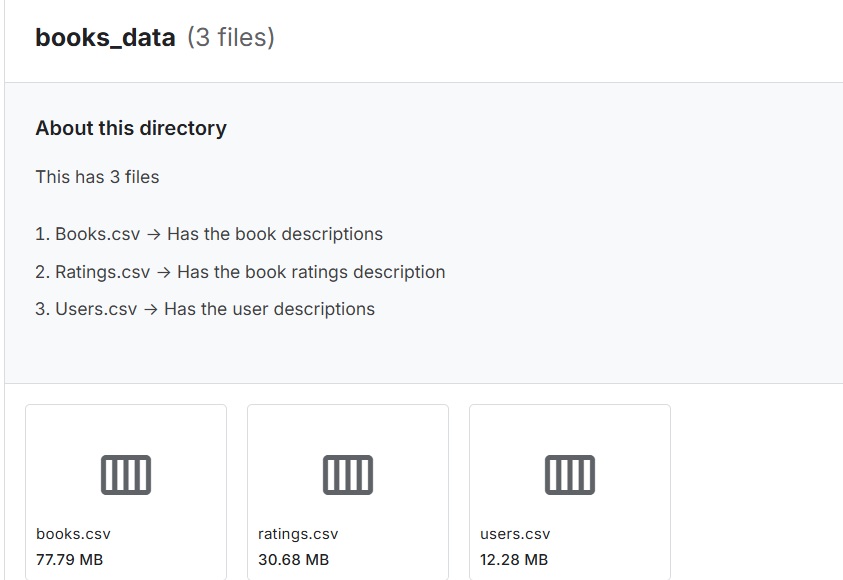 books_data (3 files)
About this directory
This has 3 files
1. Books.csv → Has the book descriptions
2. Ratings.csv → Has the book ratings description
3. Users.csv → Has the user descriptions
books.csv
77.79 MB
ratings.csv
30.68 MB
users.csv
12.28 MB